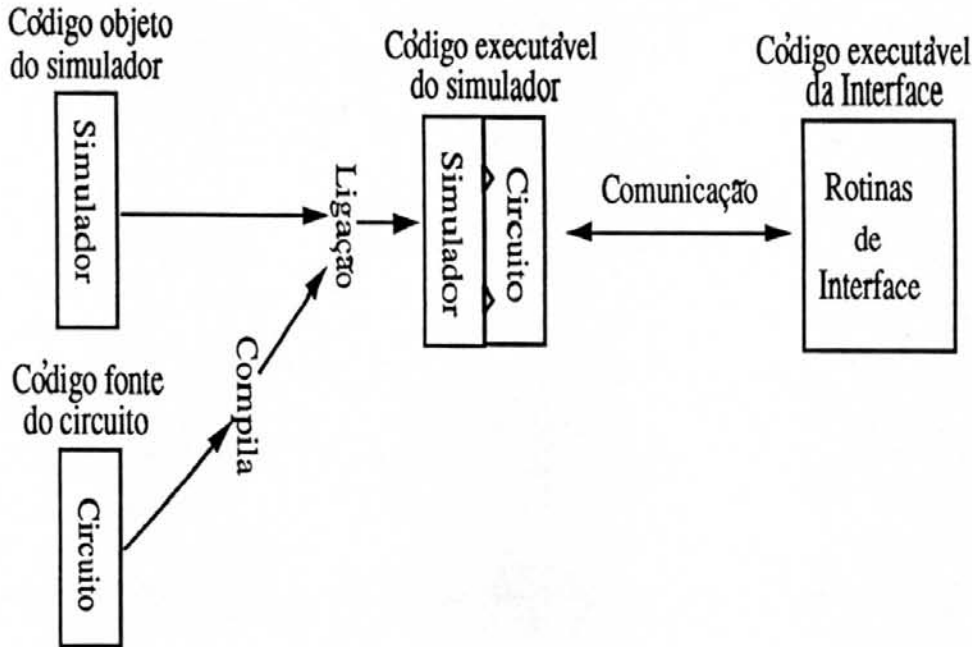 Código objeto
do simulador
Simulador
Código fonte
do circuito
Circuito
Compila
Ligação
Código executável
do simulador
Simulador
Circuito
Comunicação
Código executável
da Interface
Rotinas
de
Interface